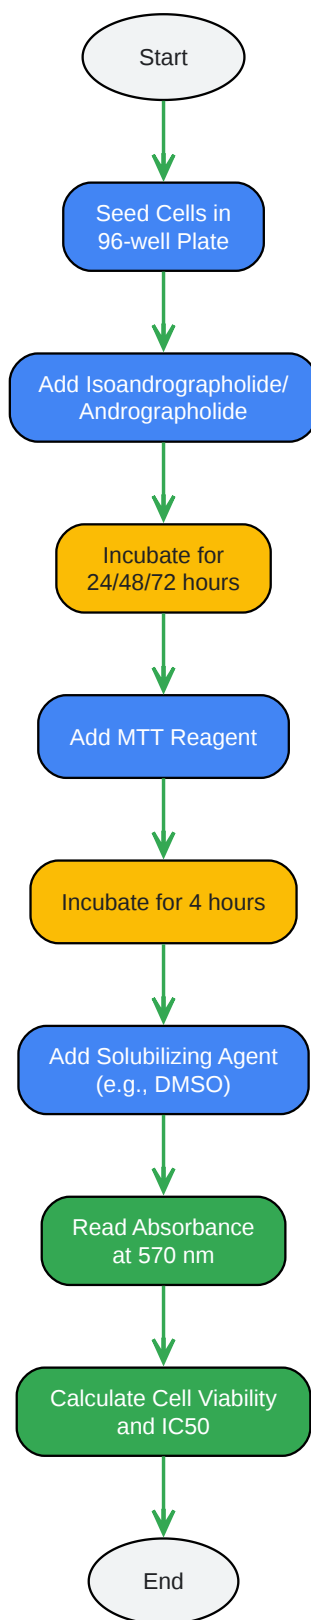 Start
Seed Cells in
96-well Plate
Add Isoandrographolide/
Andrographolide
Incubate for
24/48/72 hours
Add MTT Reagent
Incubate for 4 hours
Add Solubilizing Agent
(e.g., DMSO)
Read Absorbance
at 570 nm
Calculate Cell Viability
and IC50
End